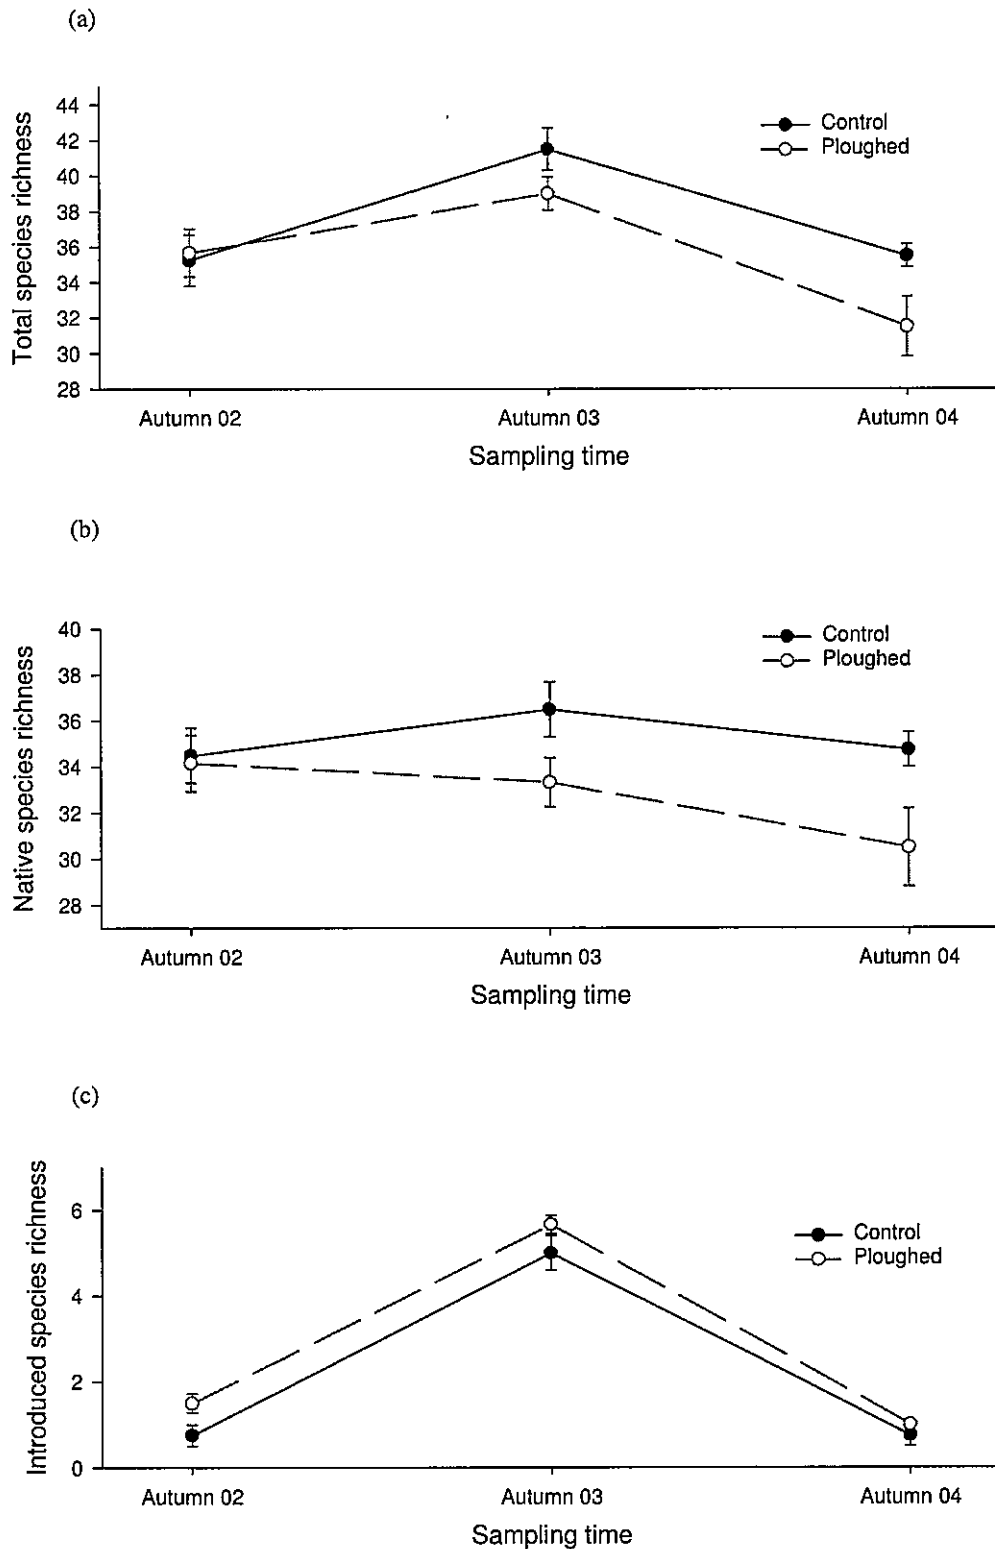 (a)
Total species richness
44
42
40
38
36
34
32
30
28
Control
Ploughed
Autumn 02
Autumn 03
Autumn 04
Sampling time
(b)
Native species richness
40
38
36
34
32
30
28
Control
Ploughed
Autumn 02
Autumn 03
Autumn 04
Sampling time
(c)
Introduced species richness
6
4
2
0
Control
Ploughed
Autumn 02
Autumn 03
Autumn 04
Sampling time